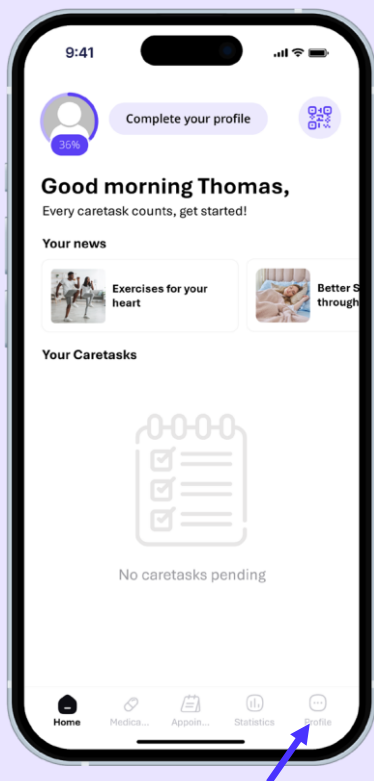 9:41
Complete your profile
36%
Good morning Thomas,
Every caretask counts, get started!
Your news
Exercises for your
heart
Better S
through
Your Caretasks
No caretasks pending
Home
Medica...
Appoin...
Statistics
Profile